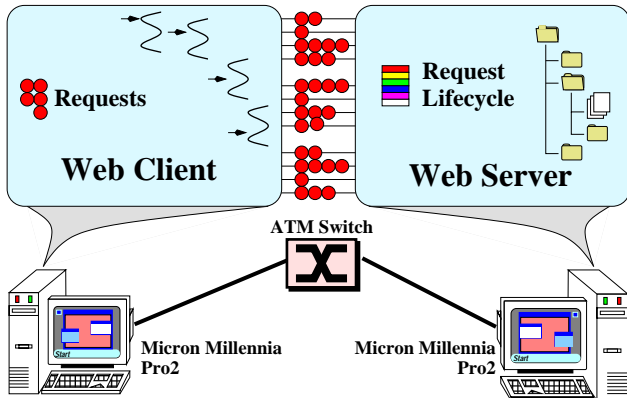 Requests
Web Client
Request
Lifecycle
Web Server
ATM Switch
Start
Micron Millennia
Pro2
Micron Millennia
Pro2
Start